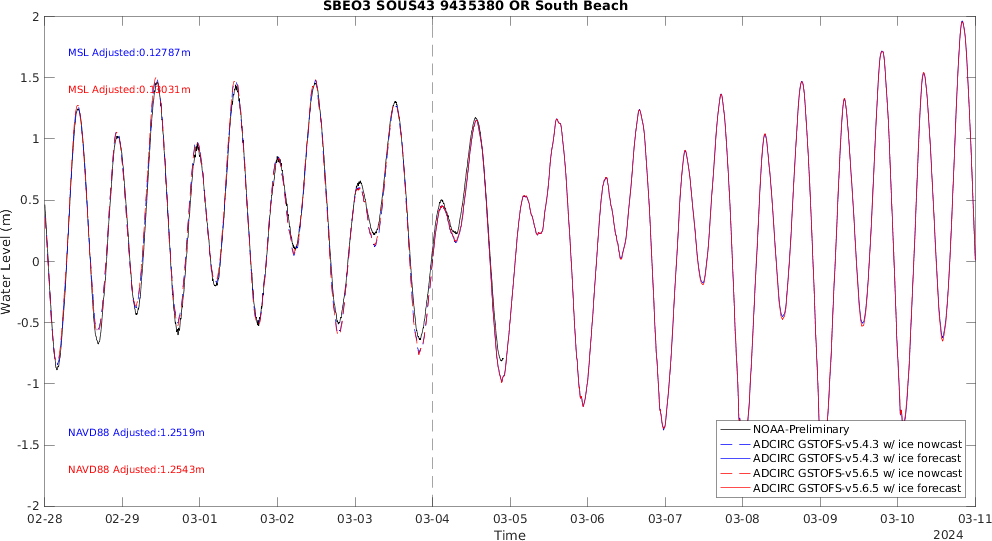 SBEO3 SOUS43 9435380 OR South Beach
MSL Adjusted:0.12787m
MSL Adjusted:0.13031m
NAVD88 Adjusted:1.2519m
NAVD88 Adjusted:1.2543m
Water Level (m)
2
1.5
1
0.5
0
-0.5
-1
-1.5
-2
NOAA-Preliminary
ADCIRC GSTOFS-v5.4.3 w/ ice nowcast
ADCIRC GSTOFS-v5.4.3 w/ ice forecast
ADCIRC GSTOFS-v5.6.5 w/ ice nowcast
ADCIRC GSTOFS-v5.6.5 w/ ice forecast
02-28 02-29 03-01 03-02 03-03 03-04 03-05 03-06 03-07 03-08 03-09 03-10 03-11
Time
2024